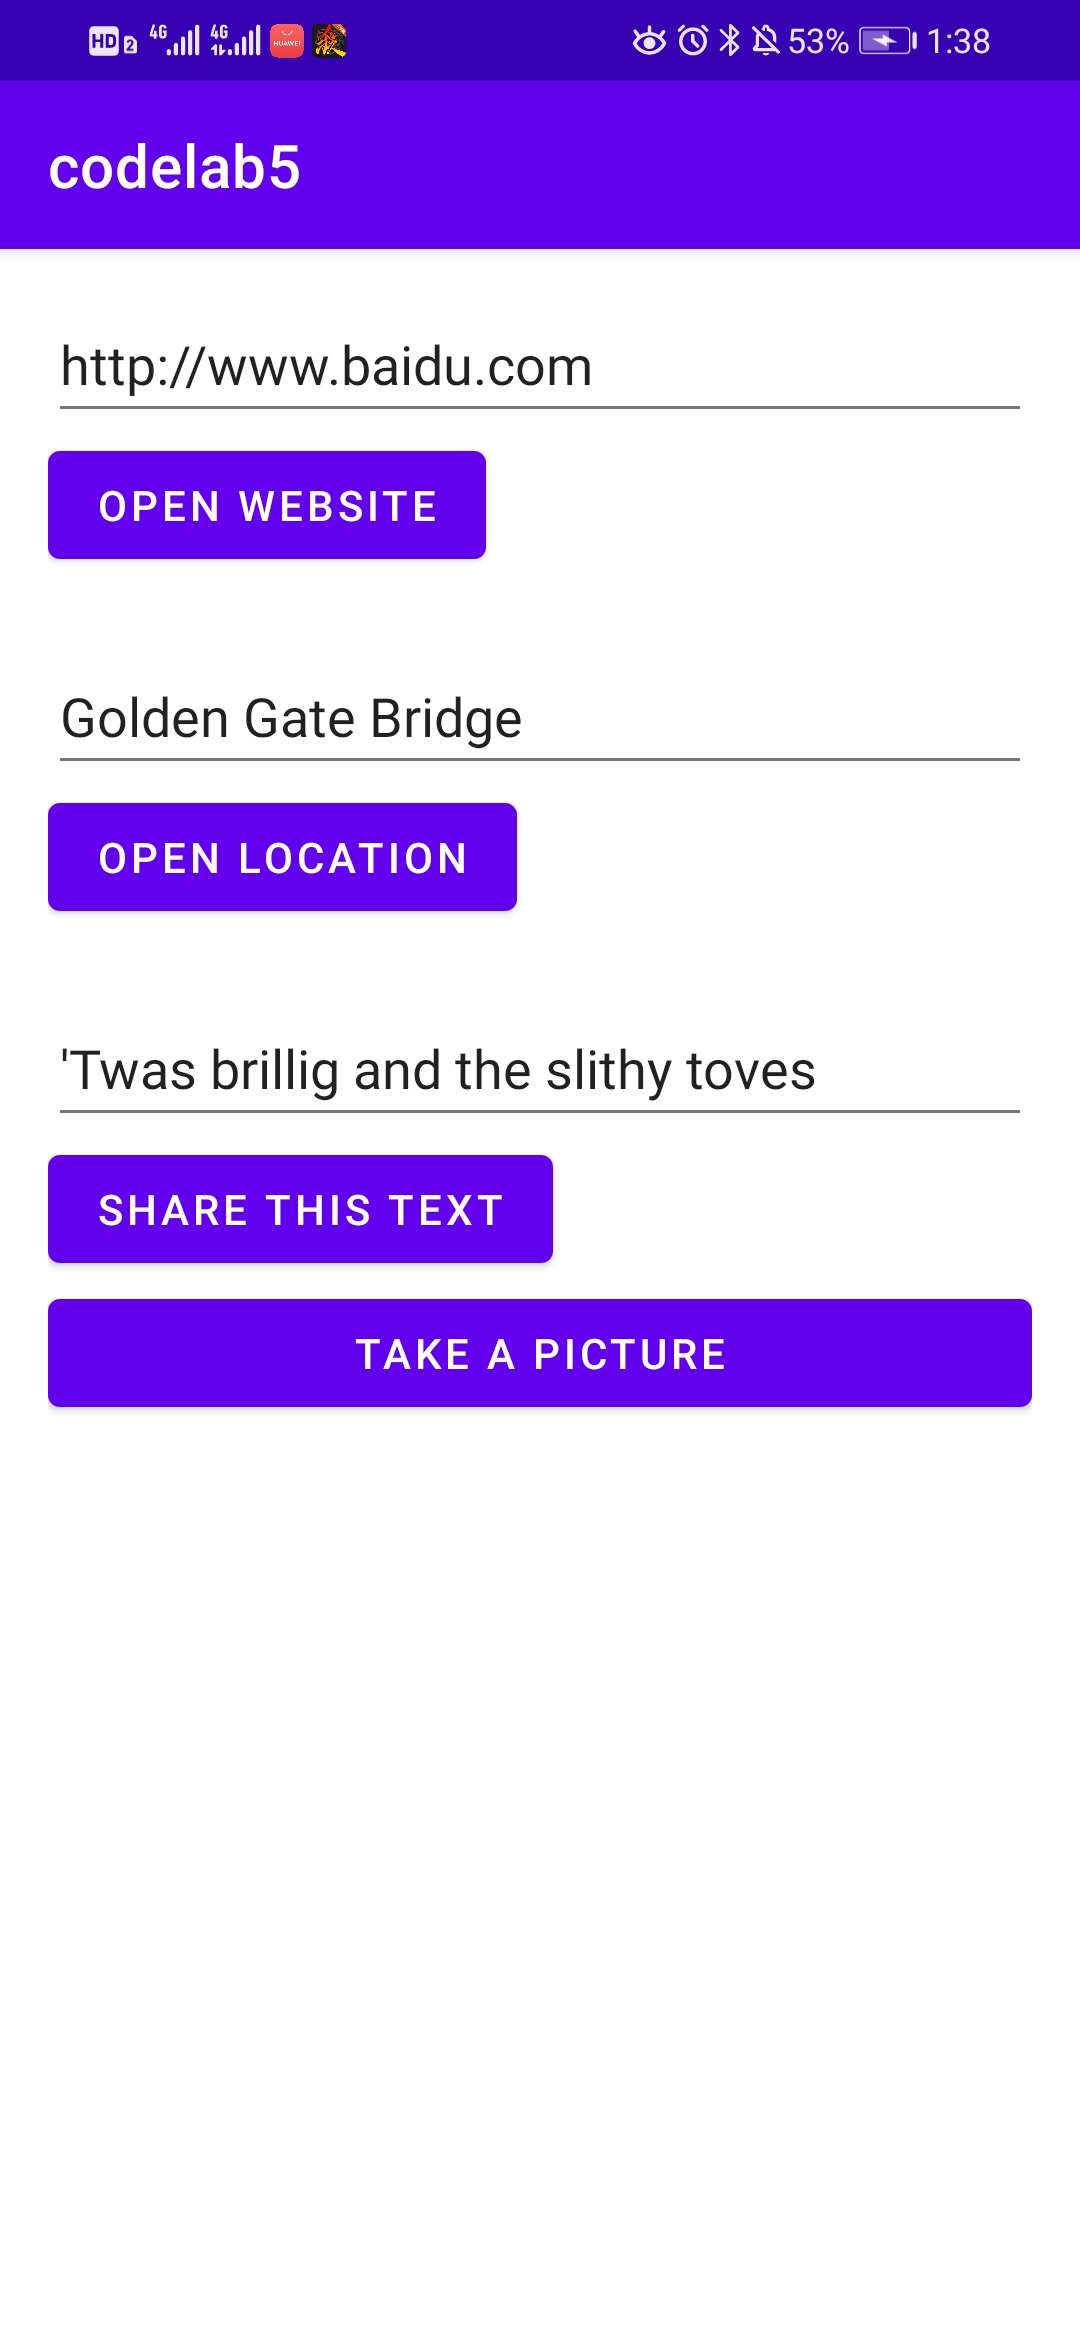 HD 2 4G 4G HUAWEI 53% 1:38
codelab5
http://www.baidu.com
OPEN WEBSITE
Golden Gate Bridge
OPEN LOCATION
'Twas brillig and the slithy toves
SHARE THIS TEXT
TAKE A PICTURE